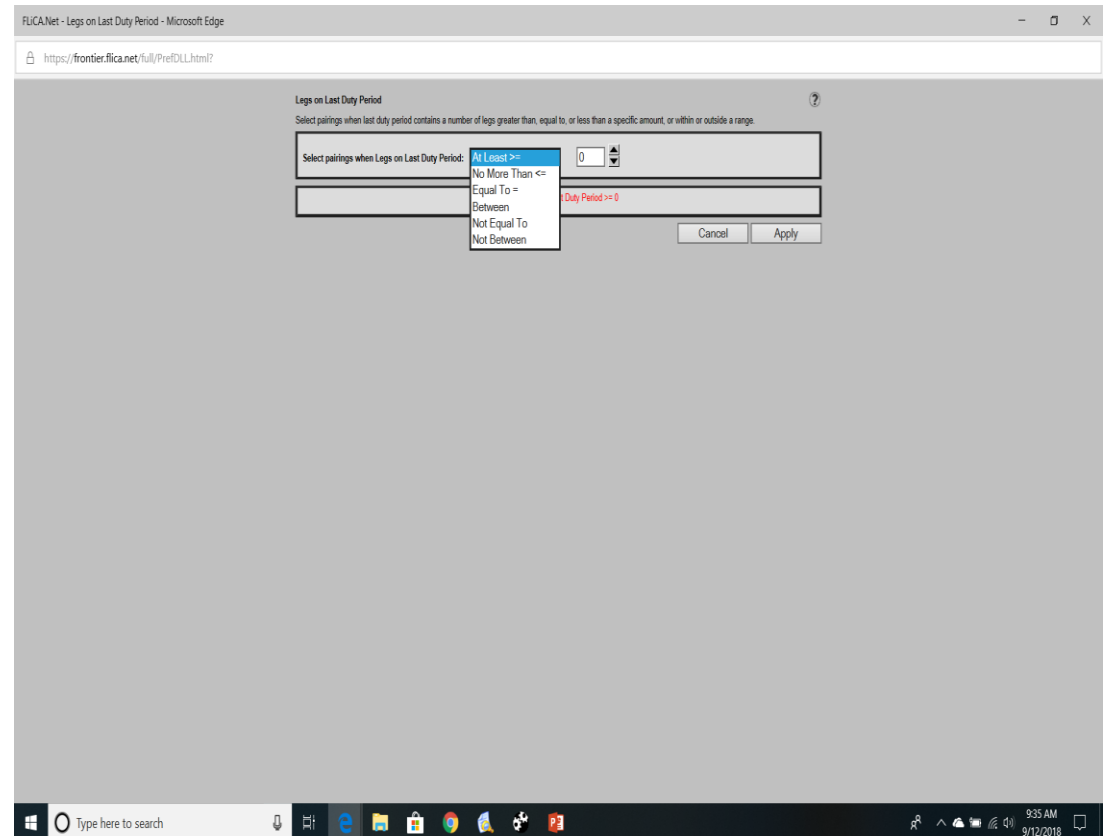 FLiCA.Net - Legs on Last Duty Period - Microsoft Edge
https://frontier.flica.net/full/PrefDLL.html?
Legs on Last Duty Period
?
Select pairings when last duty period contains a number of legs greater than, equal to, or less than a specific amount, or within or outside a range.
Select pairings when Legs on Last Duty Period: At Least >= 0
No More Than <=
Equal To = t Duty Period >= 0
Between
Not Equal To
Not Between
Cancel Apply
Type here to search
9:35 AM
9/12/2018